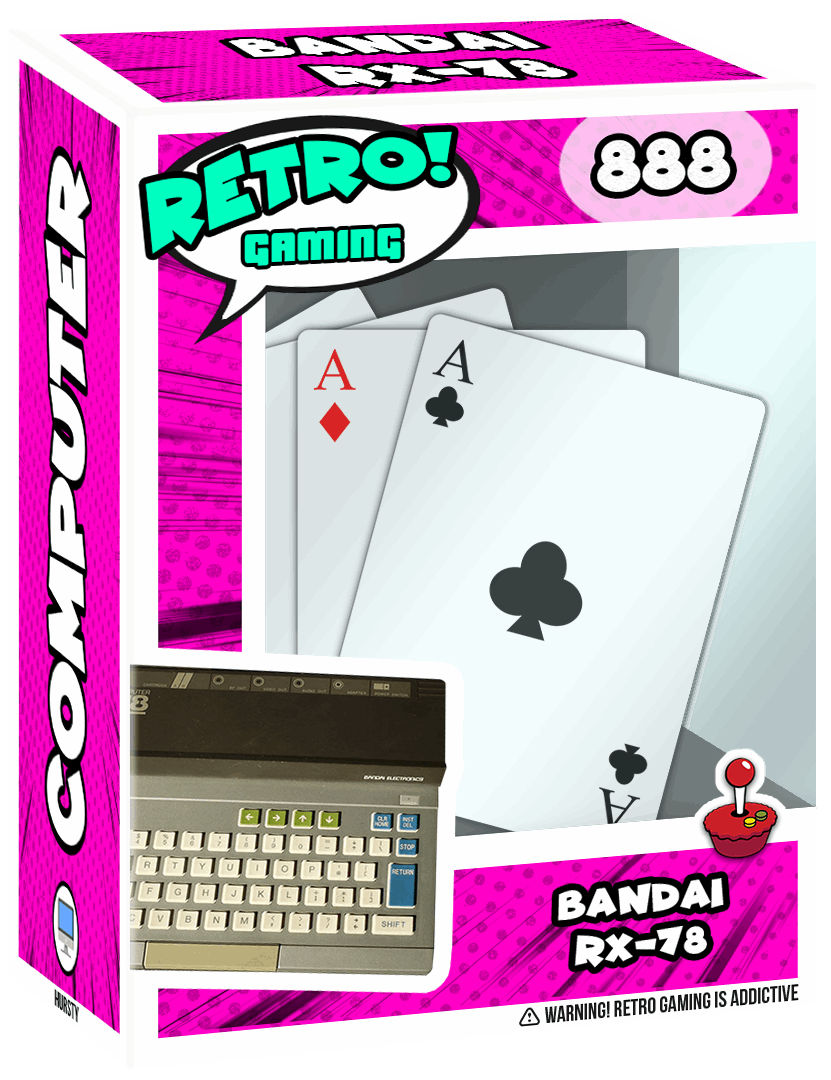 BANDAI
RX-78
RETRO!
GAMING
888
COMPUTER
HURSTY
A
A
A
BANDAI ELECTRONICS
CLR
HOME
INST
DEL
STOP
R T Y U I O P
RETURN
F G H J K L
V B N M
SHIFT
BANDAI
RX-78
WARNING! RETRO GAMING IS ADDICTIVE